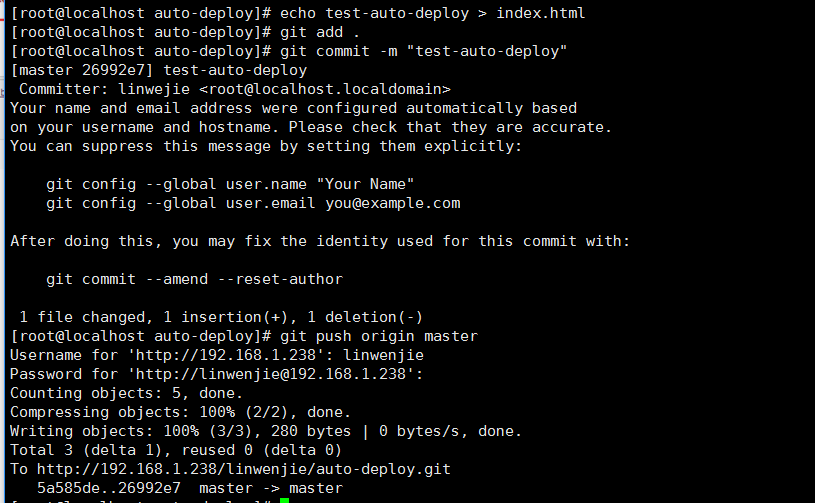 [root@localhost auto-deploy]# echo test-auto-deploy > index.html
[root@localhost auto-deploy]# git add .
[root@localhost auto-deploy]# git commit -m "test-auto-deploy"
[master 26992e7] test-auto-deploy
 Committer: linwejie <root@localhost.localdomain>
Your name and email address were configured automatically based
on your username and hostname. Please check that they are accurate.
You can suppress this message by setting them explicitly:

    git config --global user.name "Your Name"
    git config --global user.email you@example.com

After doing this, you may fix the identity used for this commit with:

    git commit --amend --reset-author

 1 file changed, 1 insertion(+), 1 deletion(-)
[root@localhost auto-deploy]# git push origin master
Username for 'http://192.168.1.238': linwenjie
Password for 'http://linwenjie@192.168.1.238':
Counting objects: 5, done.
Compressing objects: 100% (2/2), done.
Writing objects: 100% (3/3), 280 bytes | 0 bytes/s, done.
Total 3 (delta 1), reused 0 (delta 0)
To http://192.168.1.238/linwenjie/auto-deploy.git
   5a585de..26992e7  master -> master
[root@localhost auto-deploy]#